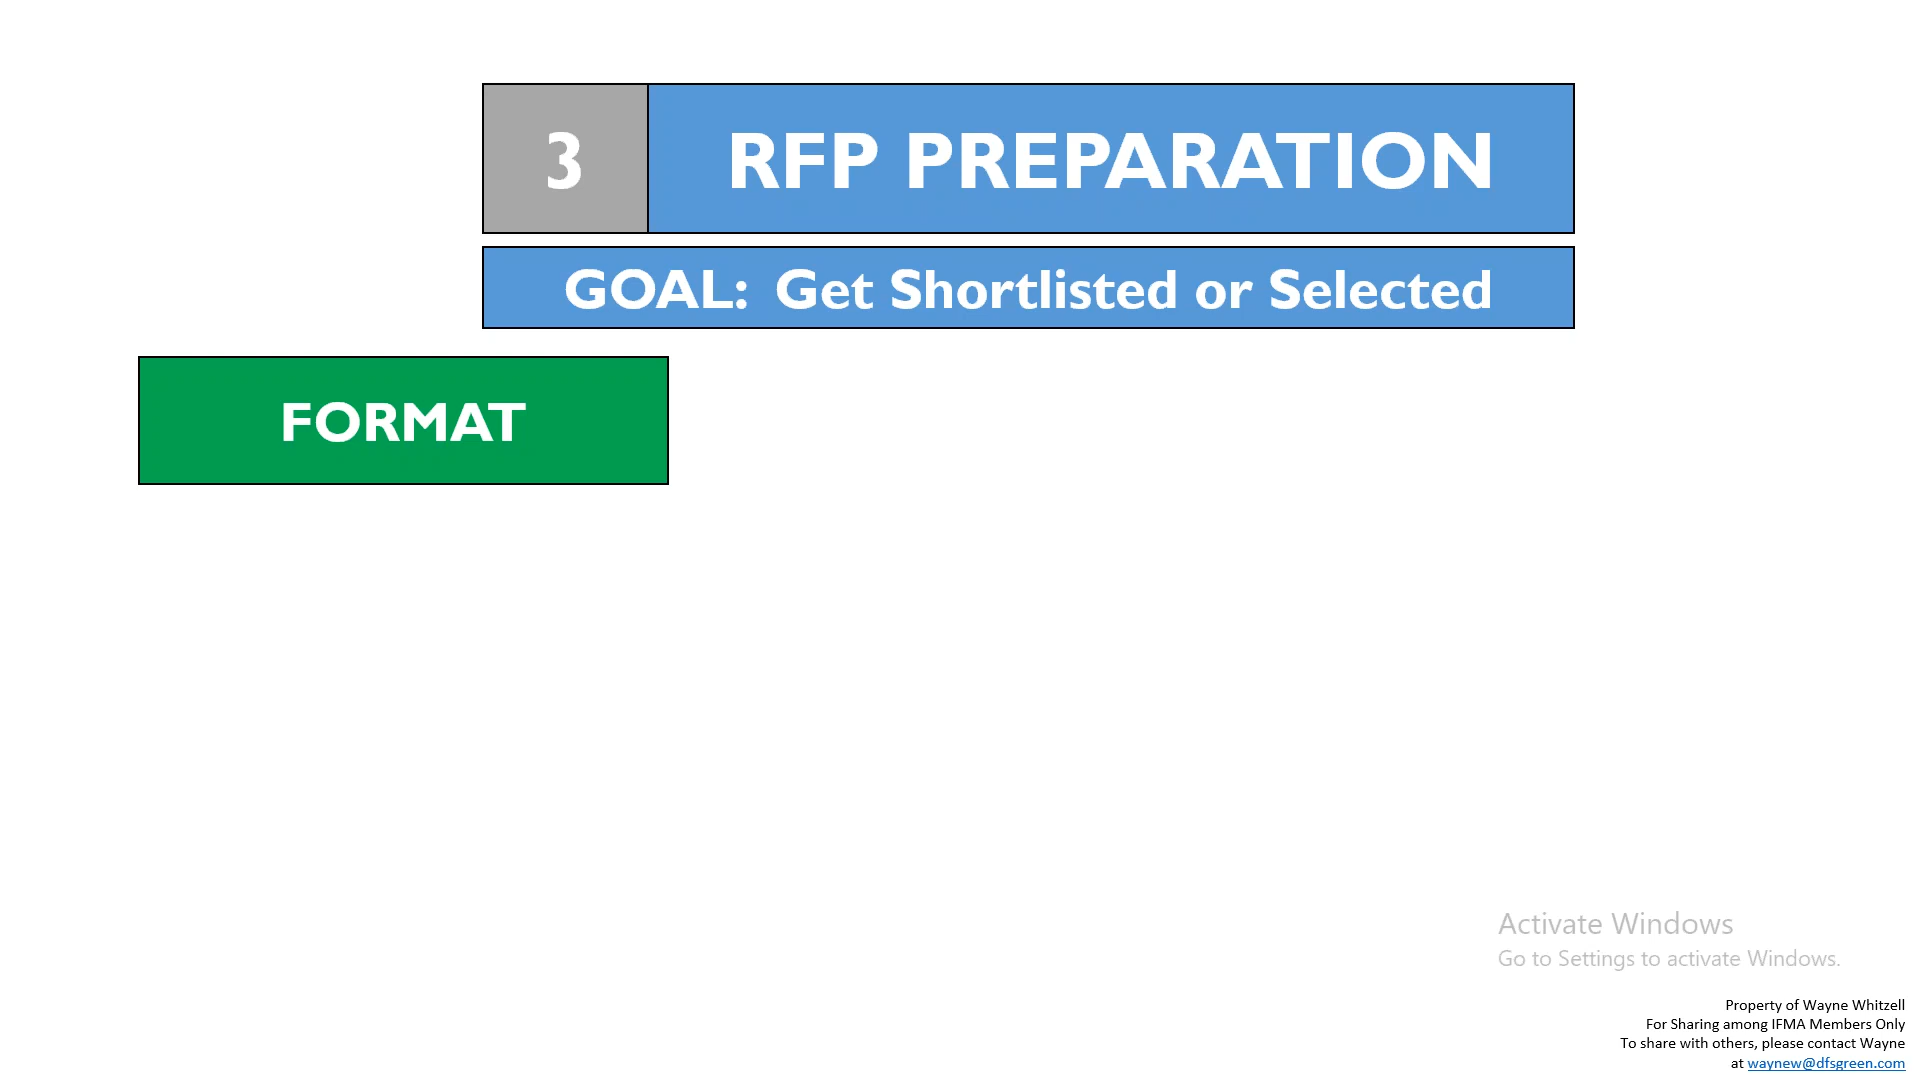 3 RFP PREPARATION
GOAL: Get Shortlisted or Selected
FORMAT
Activate Windows
Go to Settings to activate Windows.
Property of Wayne Whitzell
For Sharing among IFMA Members Only
To share with others, please contact Wayne
at waynew@dfsgreen.com